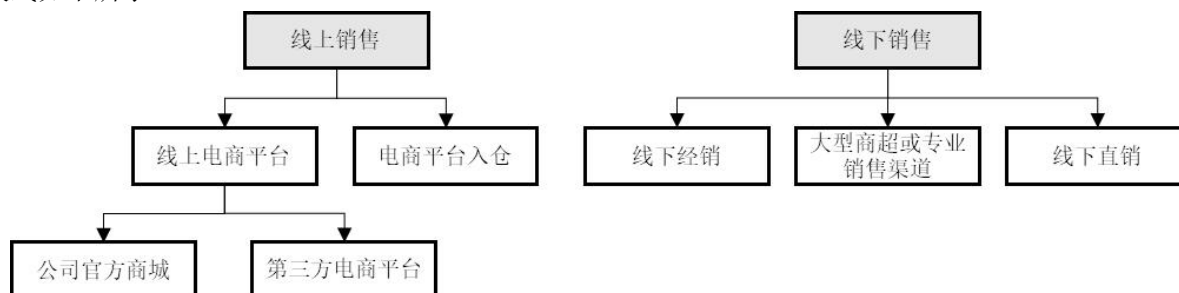 线上销售
线下销售
线上电商平台
电商平台入仓
线下经销
大型商超或专业
销售渠道
线下直销
公司官方商城
第三方电商平台